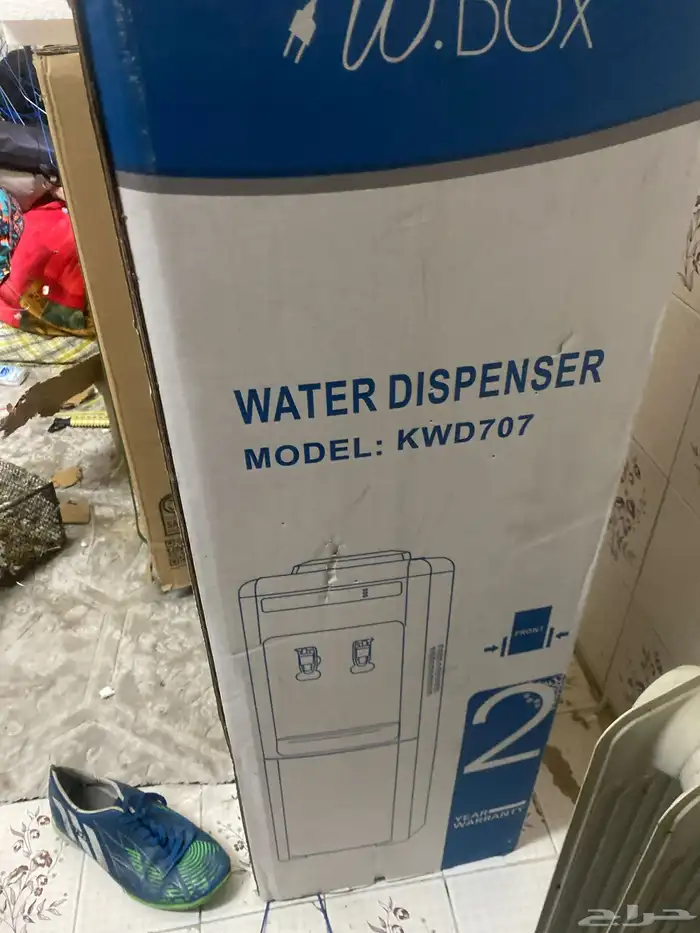 W.BOX
WATER DISPENSER
MODEL: KWD707
FRONT
2
YEAR
WARRANTY
حراج